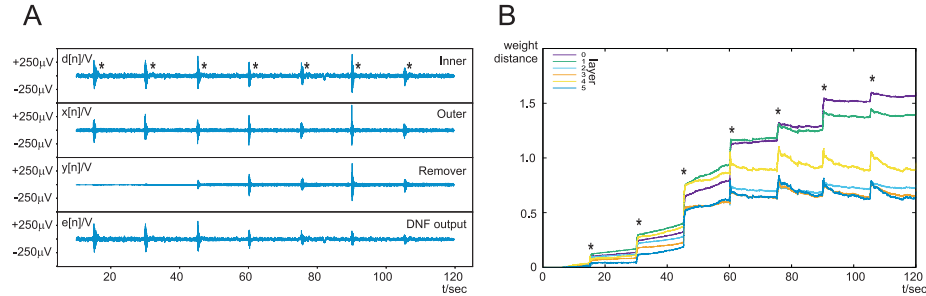 A
d[n]/V
Inner
+250µV
-250µV
* * * * * * *
x[n]/V
Outer
+250µV
-250µV
y[n]/V
Remover
+250µV
-250µV
e[n]/V
DNF output
+250µV
-250µV
20 40 60 80 100 120
t/sec
B
weight
distance
0
1
2
3
4
5
layer
* * * * * * *
1.5
1.0
0.5
0
0 20 40 60 80 100 120
t/sec